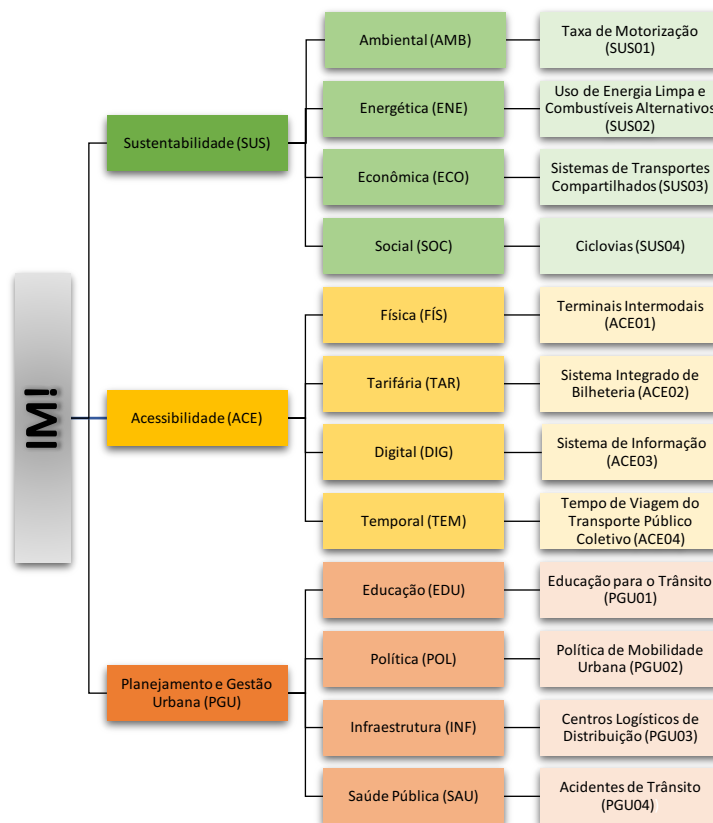 IM!
Sustentabilidade (SUS)
Ambiental (AMB)
Taxa de Motorização
(SUS01)
Energética (ENE)
Uso de Energia Limpa e
Combustíveis Alternativos
(SUS02)
Econômica (ECO)
Sistemas de Transportes
Compartilhados (SUS03)
Social (SOC)
Ciclovias (SUS04)
Acessibilidade (ACE)
Física (FÍS)
Terminais Intermodais
(ACE01)
Tarifária (TAR)
Sistema Integrado de
Bilheteria (ACE02)
Digital (DIG)
Sistema de Informação
(ACE03)
Temporal (TEM)
Tempo de Viagem do
Transporte Público
Coletivo (ACE04)
Planejamento e Gestão
Urbana (PGU)
Educação (EDU)
Educação para o Trânsito
(PGU01)
Política (POL)
Política de Mobilidade
Urbana (PGU02)
Infraestrutura (INF)
Centros Logísticos de
Distribuição (PGU03)
Saúde Pública (SAU)
Acidentes de Trânsito
(PGU04)